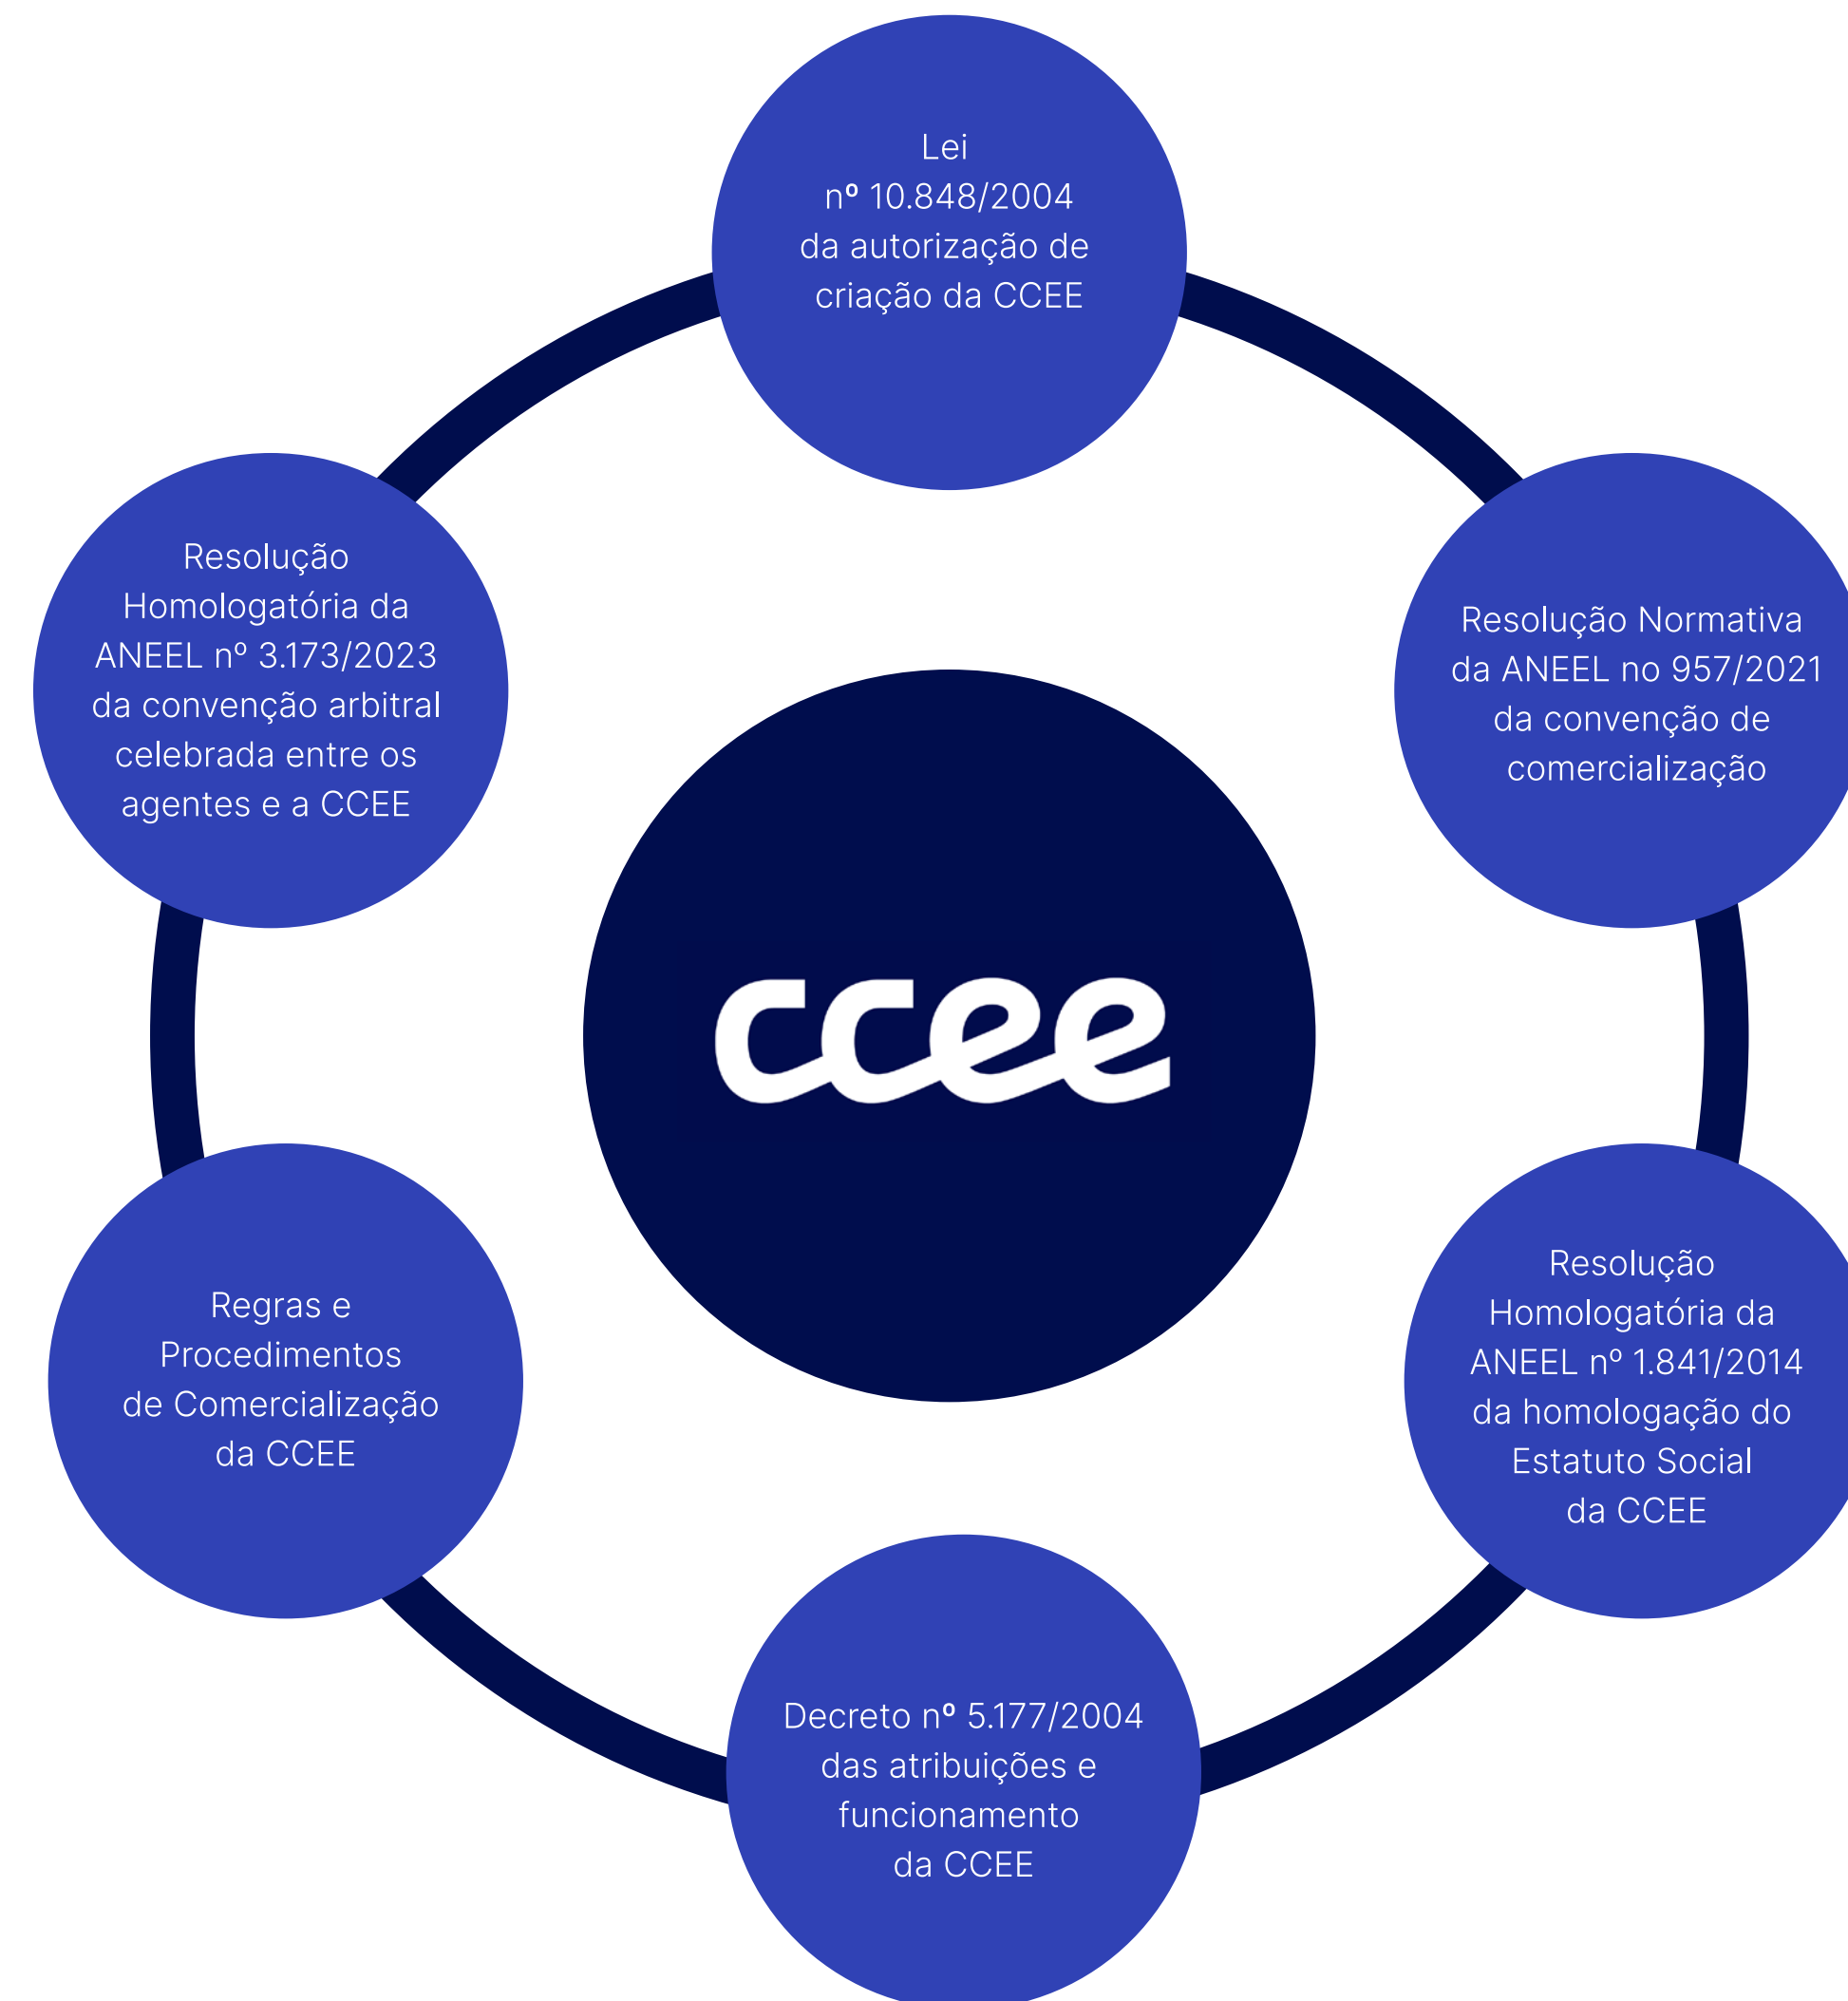 Lei
nº 10.848/2004
da autorização de
criação da CCEE
Resolução Normativa
da ANEEL no 957/2021
da convenção de
comercialização
Resolução
Homologatória da
ANEEL nº 1.841/2014
da homologação do
Estatuto Social
da CCEE
Decreto nº 5.177/2004
das atribuições e
funcionamento
da CCEE
Regras e
Procedimentos
de Comercialização
da CCEE
Resolução
Homologatória da
ANEEL nº 3.173/2023
da convenção arbitral
celebrada entre os
agentes e a CCEE
ccee